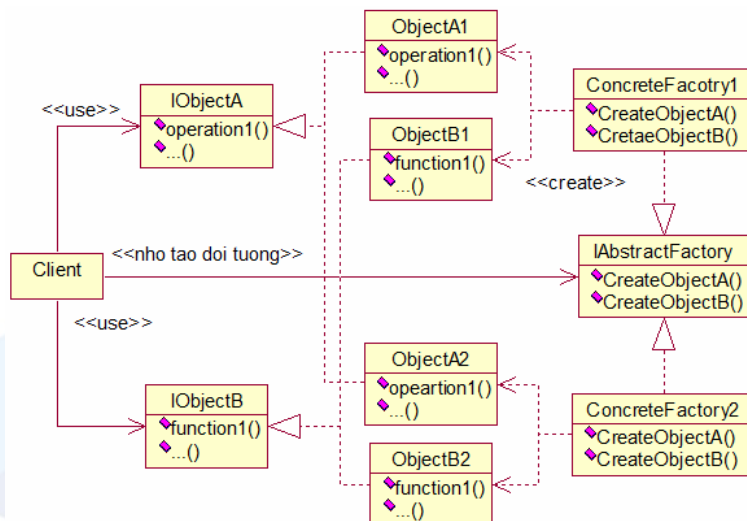 ObjectA1
operation1()
...()
ConcreteFacotry1
CreateObjectA()
CretaeObjectB()
<<use>>
IObjectA
operation1()
...()
ObjectB1
function1()
...()
<<create>>
Client
<<nho tao doi tuong>>
IAbstractFactory
CreateObjectA()
CreateObjectB()
<<use>>
ObjectA2
opeartion1()
...()
IObjectB
function1()
...()
ConcreteFactory2
CreateObjectA()
CreateObjectB()
ObjectB2
function1()
...()